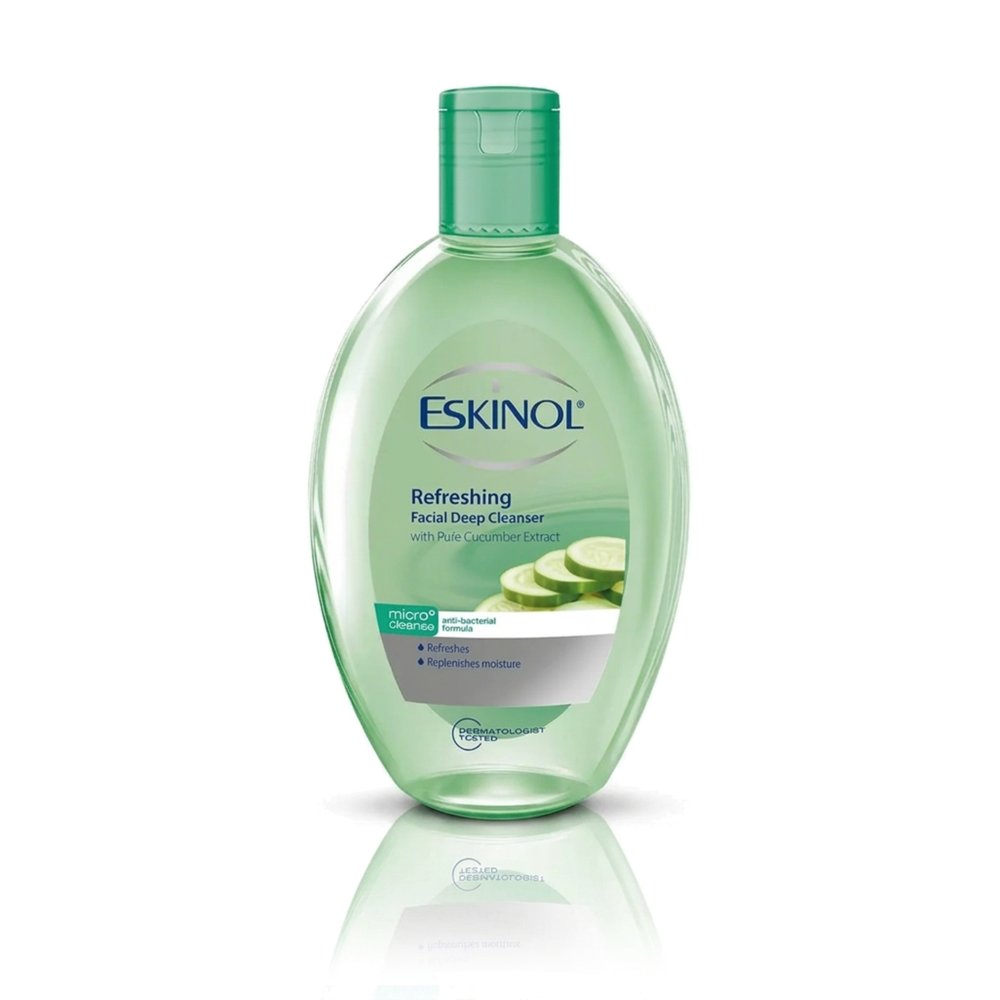 ESKINOL®
Refreshing
Facial Deep Cleanser
with Pure Cucumber Extract
micro°
cleanse
anti-bacterial
formula
Refreshes
Replenishes moisture
DERMATOLOGIST
TESTED